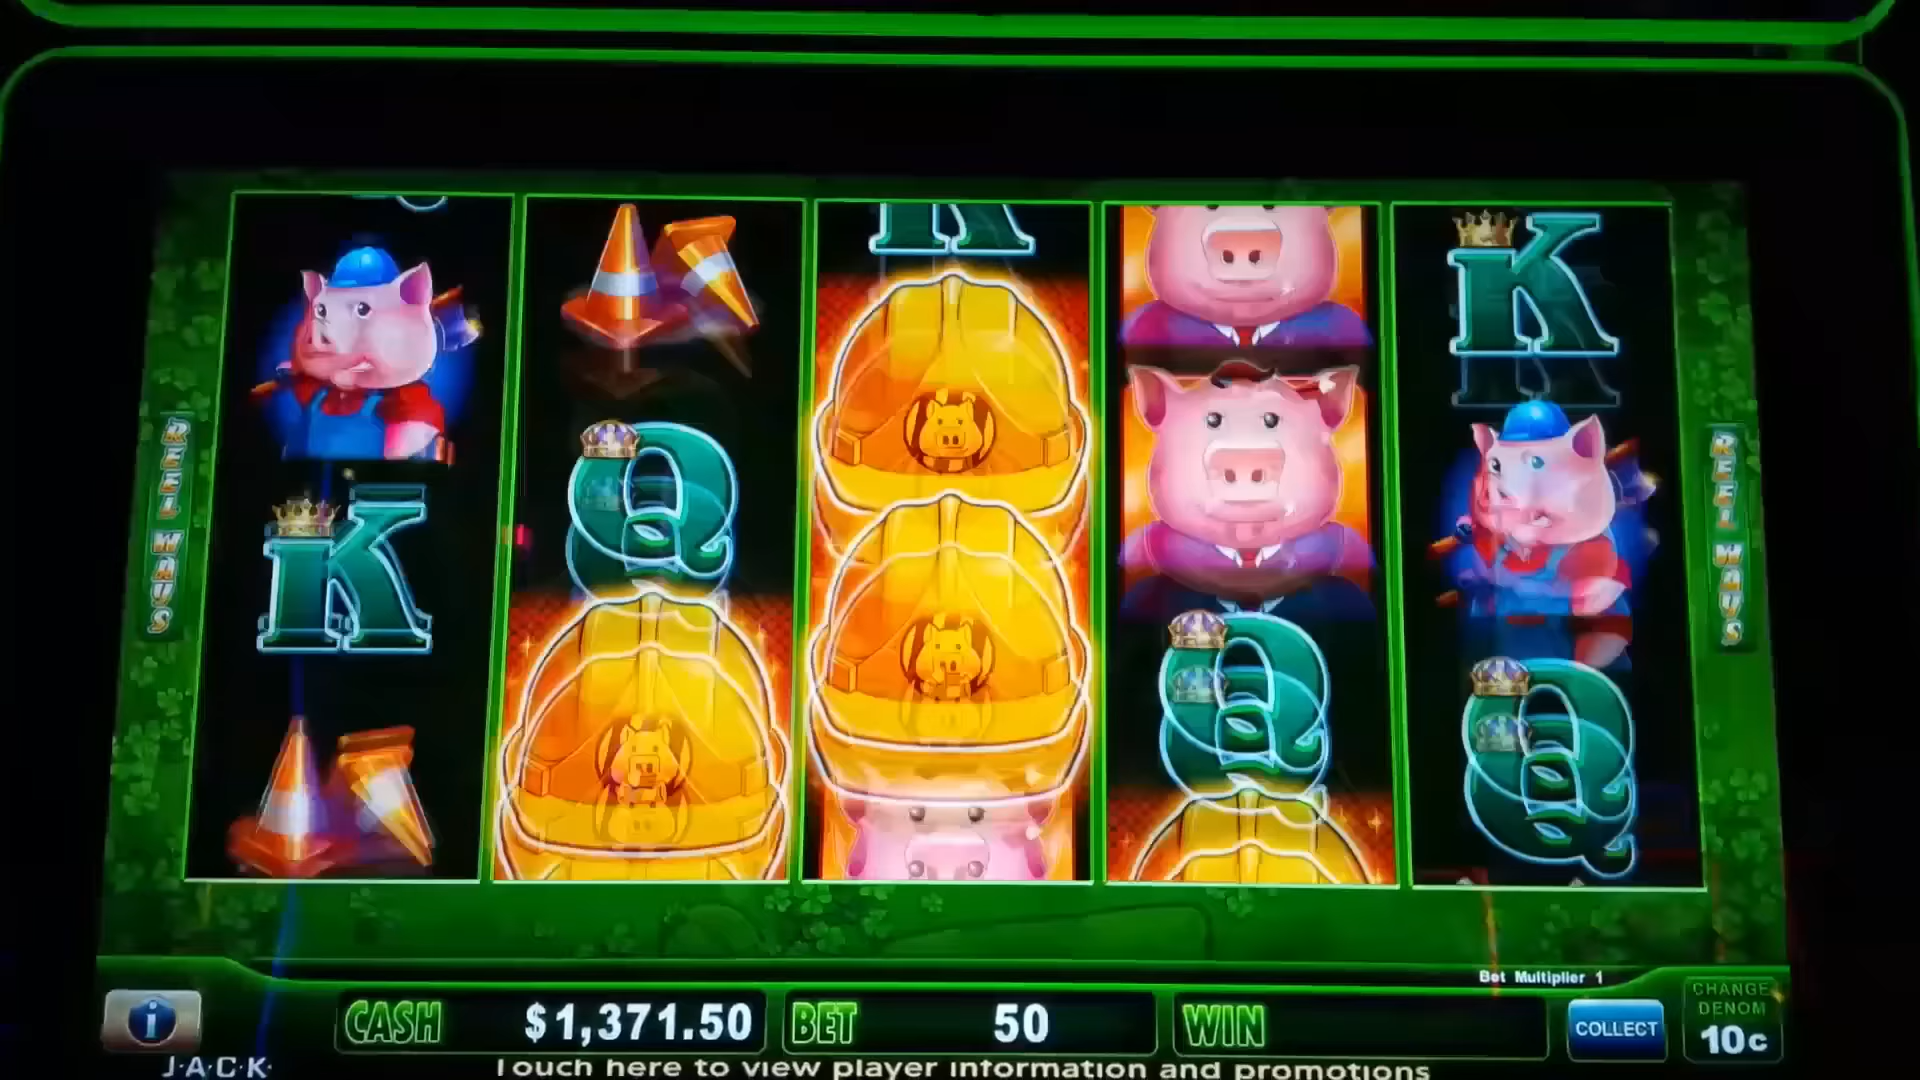 K
K
Q
K
Q
Q
REEL WAYS
REEL WAYS
Bet Multiplier 1
CASH $1,371.50 BET 50 WIN COLLECT
CHANGE
DENOM
10c
J·A·C·K·
Touch here to view player information and promotions